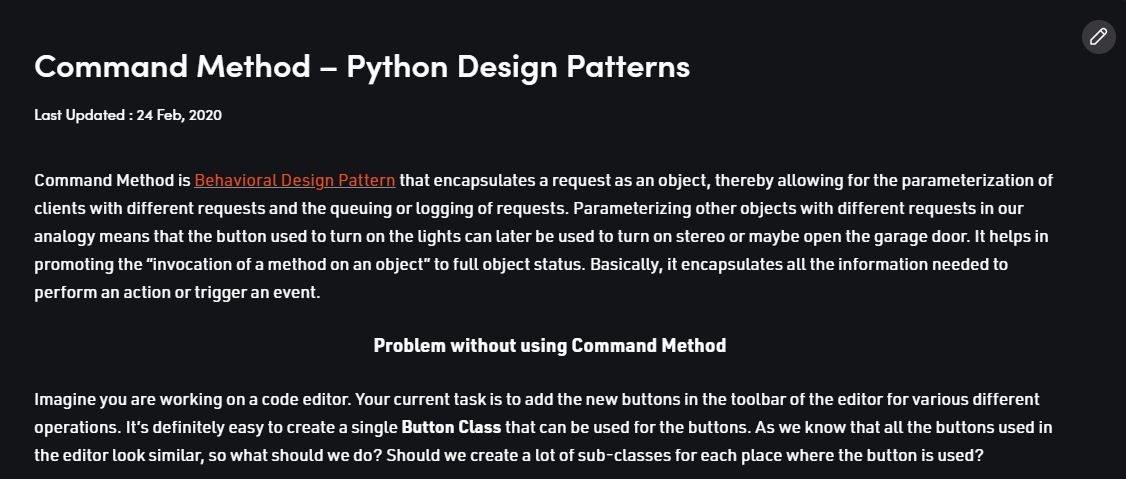 Command Method – Python Design Patterns
Last Updated : 24 Feb, 2020
Command Method is Behavioral Design Pattern that encapsulates a request as an object, thereby allowing for the parameterization of
clients with different requests and the queuing or logging of requests. Parameterizing other objects with different requests in our
analogy means that the button used to turn on the lights can later be used to turn on stereo or maybe open the garage door. It helps in
promoting the “invocation of a method on an object” to full object status. Basically, it encapsulates all the information needed to
perform an action or trigger an event.
Problem without using Command Method
Imagine you are working on a code editor. Your current task is to add the new buttons in the toolbar of the editor for various different
operations. It’s definitely easy to create a single Button Class that can be used for the buttons. As we know that all the buttons used in
the editor look similar, so what should we do? Should we create a lot of sub-classes for each place where the button is used?